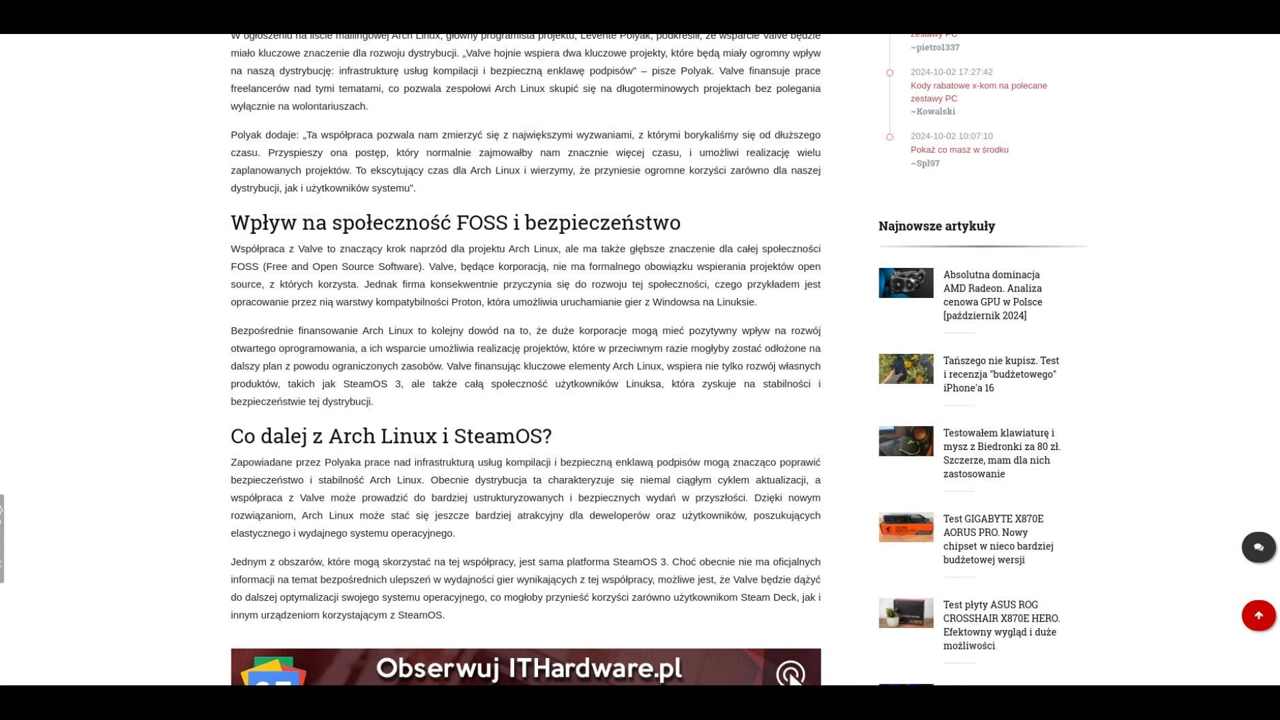 W ogłoszeniu na liście mailingowej Arch Linux, główny programista projektu, Levente Polyak, podkreślił, że wsparcie Valve będzie
miało kluczowe znaczenie dla rozwoju dystrybucji. „Valve hojnie wspiera dwa kluczowe projekty, które będą miały ogromny wpływ
na naszą dystrybucję: infrastrukturę usług kompilacji i bezpieczną enklawę podpisów” – pisze Polyak. Valve finansuje prace
freelancerów nad tymi tematami, co pozwala zespołowi Arch Linux skupić się na długoterminowych projektach bez polegania
wyłącznie na wolontariuszach.
Polyak dodaje: „Ta współpraca pozwala nam zmierzyć się z największymi wyzwaniami, z którymi borykaliśmy się od dłuższego
czasu. Przyspieszy ona postęp, który normalnie zajmowałby nam znacznie więcej czasu, i umożliwi realizację wielu
zaplanowanych projektów. To ekscytujący czas dla Arch Linux i wierzymy, że przyniesie ogromne korzyści zarówno dla naszej
dystrybucji, jak i użytkowników systemu”.
Wpływ na społeczność FOSS i bezpieczeństwo
Współpraca z Valve to znaczący krok naprzód dla projektu Arch Linux, ale ma także głębsze znaczenie dla całej społeczności
FOSS (Free and Open Source Software). Valve, będące korporacją, nie ma formalnego obowiązku wspierania projektów open
source, z których korzysta. Jednak firma konsekwentnie przyczynia się do rozwoju tej społeczności, czego przykładem jest
opracowanie przez nią warstwy kompatybilności Proton, która umożliwia uruchamianie gier z Windowsa na Linuksie.
Bezpośrednie finansowanie Arch Linux to kolejny dowód na to, że duże korporacje mogą mieć pozytywny wpływ na rozwój
otwartego oprogramowania, a ich wsparcie umożliwia realizację projektów, które w przeciwnym razie mogłyby zostać odłożone na
dalszy plan z powodu ograniczonych zasobów. Valve finansując kluczowe elementy Arch Linux, wspiera nie tylko rozwój własnych
produktów, takich jak SteamOS 3, ale także całą społeczność użytkowników Linuksa, która zyskuje na stabilności i
bezpieczeństwie tej dystrybucji.
Co dalej z Arch Linux i SteamOS?
Zapowiadane przez Polyaka prace nad infrastrukturą usług kompilacji i bezpieczną enklawą podpisów mogą znacząco poprawić
bezpieczeństwo i stabilność Arch Linux. Obecnie dystrybucja ta charakteryzuje się niemal ciągłym cyklem aktualizacji, a
współpraca z Valve może prowadzić do bardziej ustrukturyzowanych i bezpiecznych wydań w przyszłości. Dzięki nowym
rozwiązaniom, Arch Linux może stać się jeszcze bardziej atrakcyjny dla deweloperów oraz użytkowników, poszukujących
elastycznego i wydajnego systemu operacyjnego.
Jednym z obszarów, które mogą skorzystać na tej współpracy, jest sama platforma SteamOS 3. Choć obecnie nie ma oficjalnych
informacji na temat bezpośrednich ulepszeń w wydajności gier wynikających z tej współpracy, możliwe jest, że Valve będzie dążyć
do dalszej optymalizacji swojego systemu operacyjnego, co mogłoby przynieść korzyści zarówno użytkownikom Steam Deck, jak i
innym urządzeniom korzystającym z SteamOS.
Obserwuj ITHardware.pl
zestawy PC
~pietro1337
2024-10-02 17:27:42
Kody rabatowe x-kom na polecane
zestawy PC
~Kowalski
2024-10-02 10:07:10
Pokaż co masz w środku
~Spl97
Najnowsze artykuły
Absolutna dominacja
AMD Radeon. Analiza
cenowa GPU w Polsce
[październik 2024]
Tańszego nie kupisz. Test
i recenzja "budżetowego"
iPhone'a 16
Testowałem klawiaturę i
mysz z Biedronki za 80 zł.
Szczerze, mam dla nich
zastosowanie
Test GIGABYTE X870E
AORUS PRO. Nowy
chipset w nieco bardziej
budżetowej wersji
Test płyty ASUS ROG
CROSSHAIR X870E HERO.
Efektowny wygląd i duże
możliwości